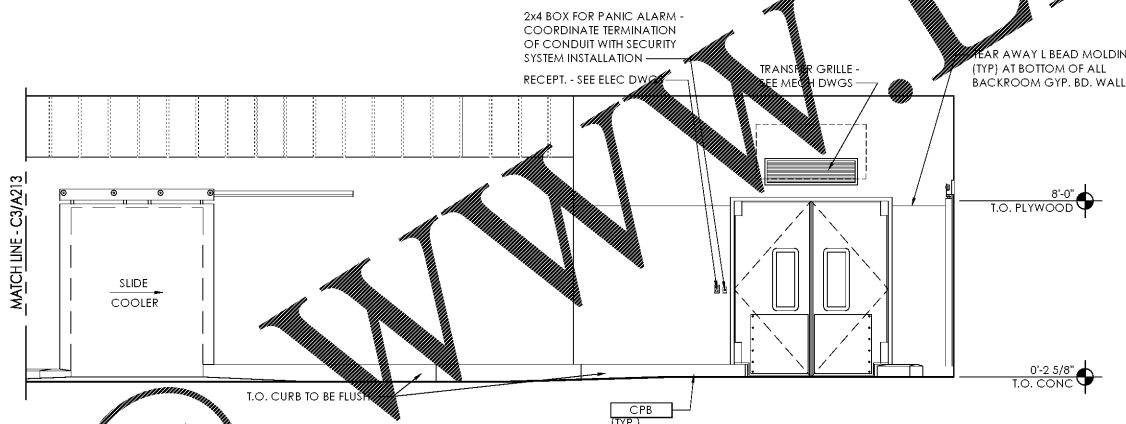 2x4 BOX FOR PANIC ALARM -
COORDINATE TERMINATION
OF CONDUIT WITH SECURITY
SYSTEM INSTALLATION
RECEPT. - SEE ELEC DWGS
TRANSFER GRILLE -
SEE MECH DWGS
TEAR AWAY L BEAD MOLDIN
(TYP) AT BOTTOM OF ALL
BACKROOM GYP. BD. WALL
MATCH LINE - C3/A213
SLIDE
COOLER
8'-0"
T.O. PLYWOOD
0'-2 5/8"
T.O. CONC
T.O. CURB TO BE FLUSH
CPB
(TYP.)
WWW.